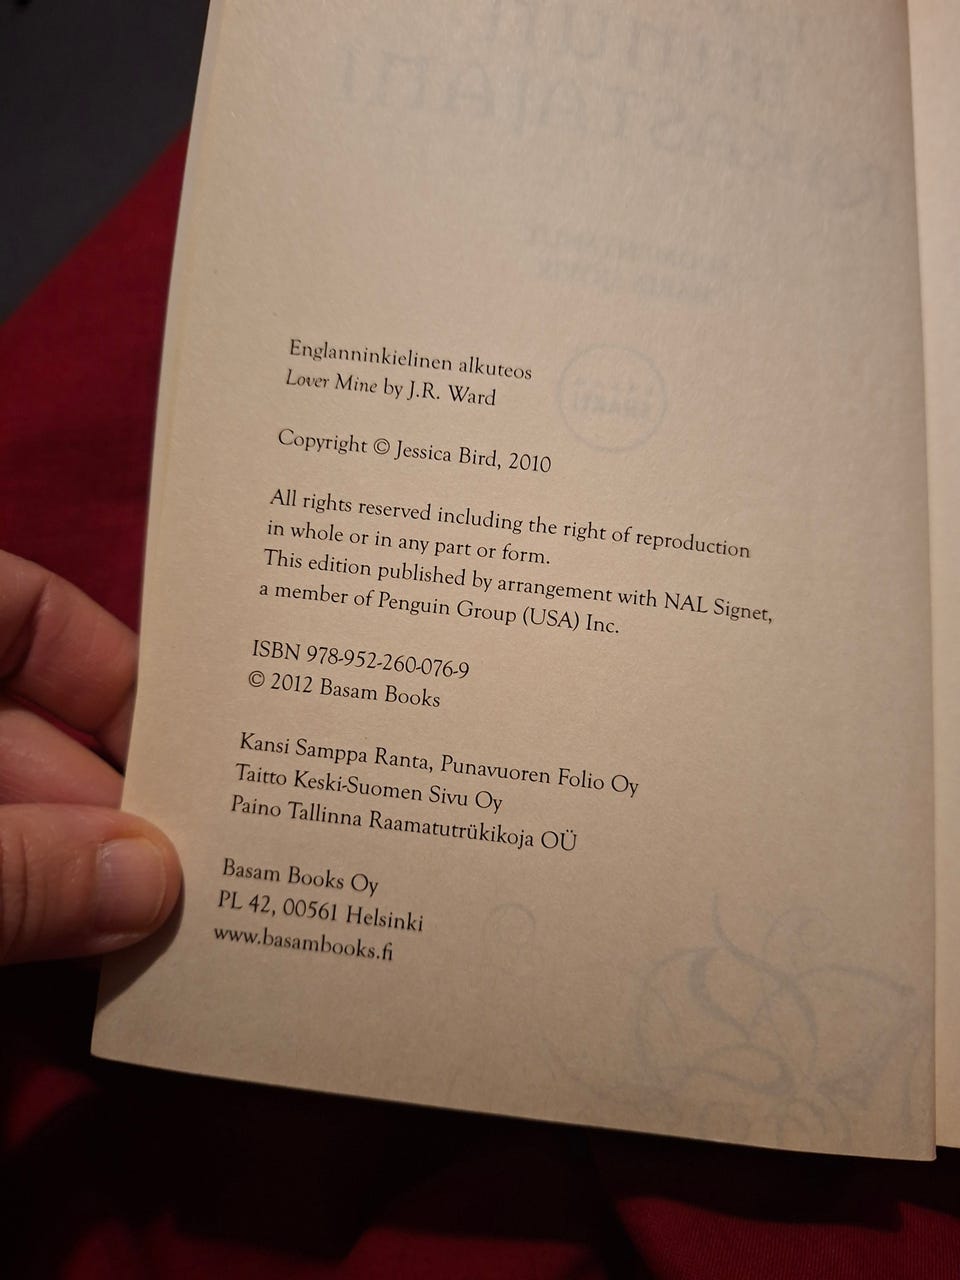 Englanninkielinen alkuteos
Lover Mine by J.R. Ward
Copyright © Jessica Bird, 2010
All rights reserved including the right of reproduction
in whole or in any part or form.
This edition published by arrangement with NAL Signet,
a member of Penguin Group (USA) Inc.
ISBN 978-952-260-076-9
© 2012 Basam Books
Kansi Samppa Ranta, Punavuoren Folio Oy
Taitto Keski-Suomen Sivu Oy
Paino Tallinna Raamatutrükikoja OÜ
Basam Books Oy
PL 42, 00561 Helsinki
www.basambooks.fi